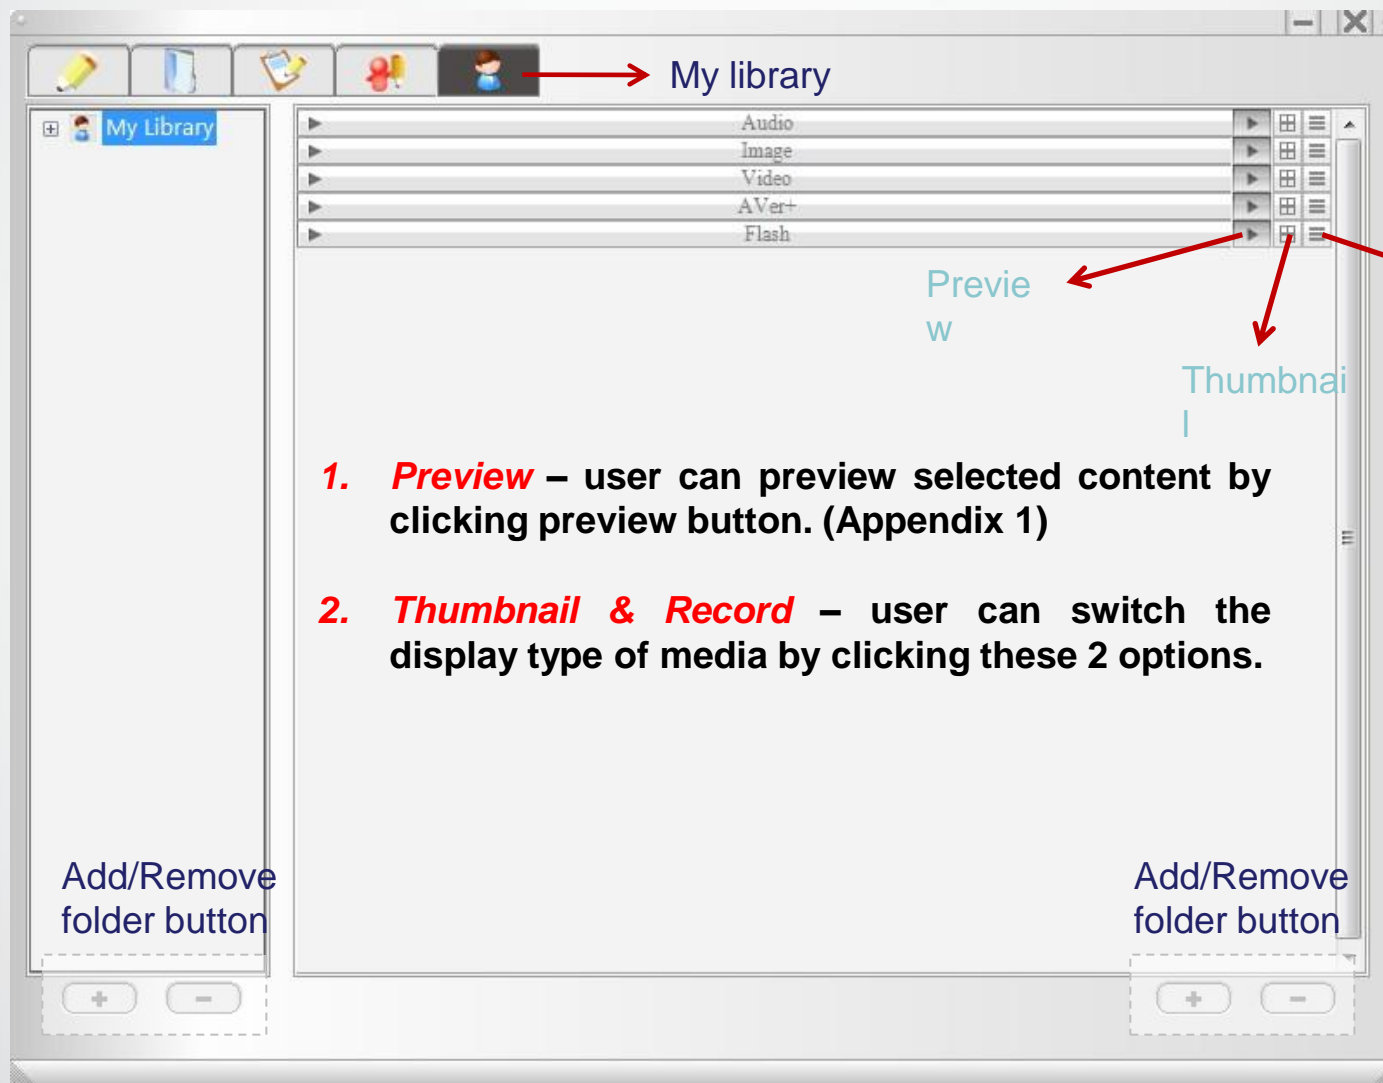 My library
My Library
Audio
Image
Video
AVer+
Flash
Previe
w
Thumbnai
l
1. Preview – user can preview selected content by
clicking preview button. (Appendix 1)
2. Thumbnail & Record – user can switch the
display type of media by clicking these 2 options.
Add/Remove
folder button
Add/Remove
folder button